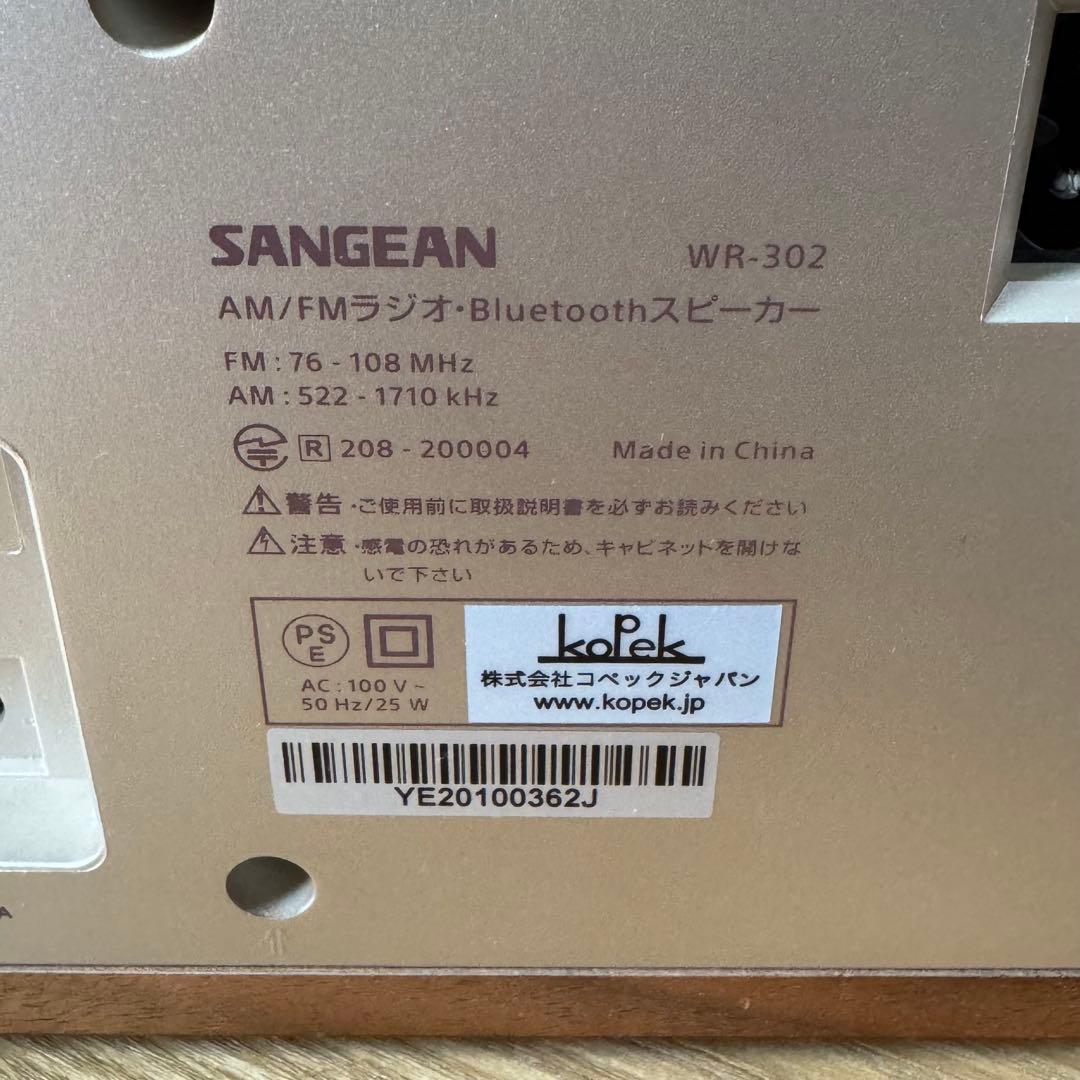 SANGEAN WR-302
AM/FMラジオ・Bluetoothスピーカー
FM : 76 - 108 MHz
AM : 522 - 1710 kHz
R 208 - 200004 Made in China
警告 ・ご使用前に取扱説明書を必ずお読みください
注意 ・感電の恐れがあるため、キャビネットを開けな
いで下さい
PS
E
AC : 100 V ~
50 Hz/25 W
kopek
株式会社コペックジャパン
www.kopek.jp
YE20100362J
A